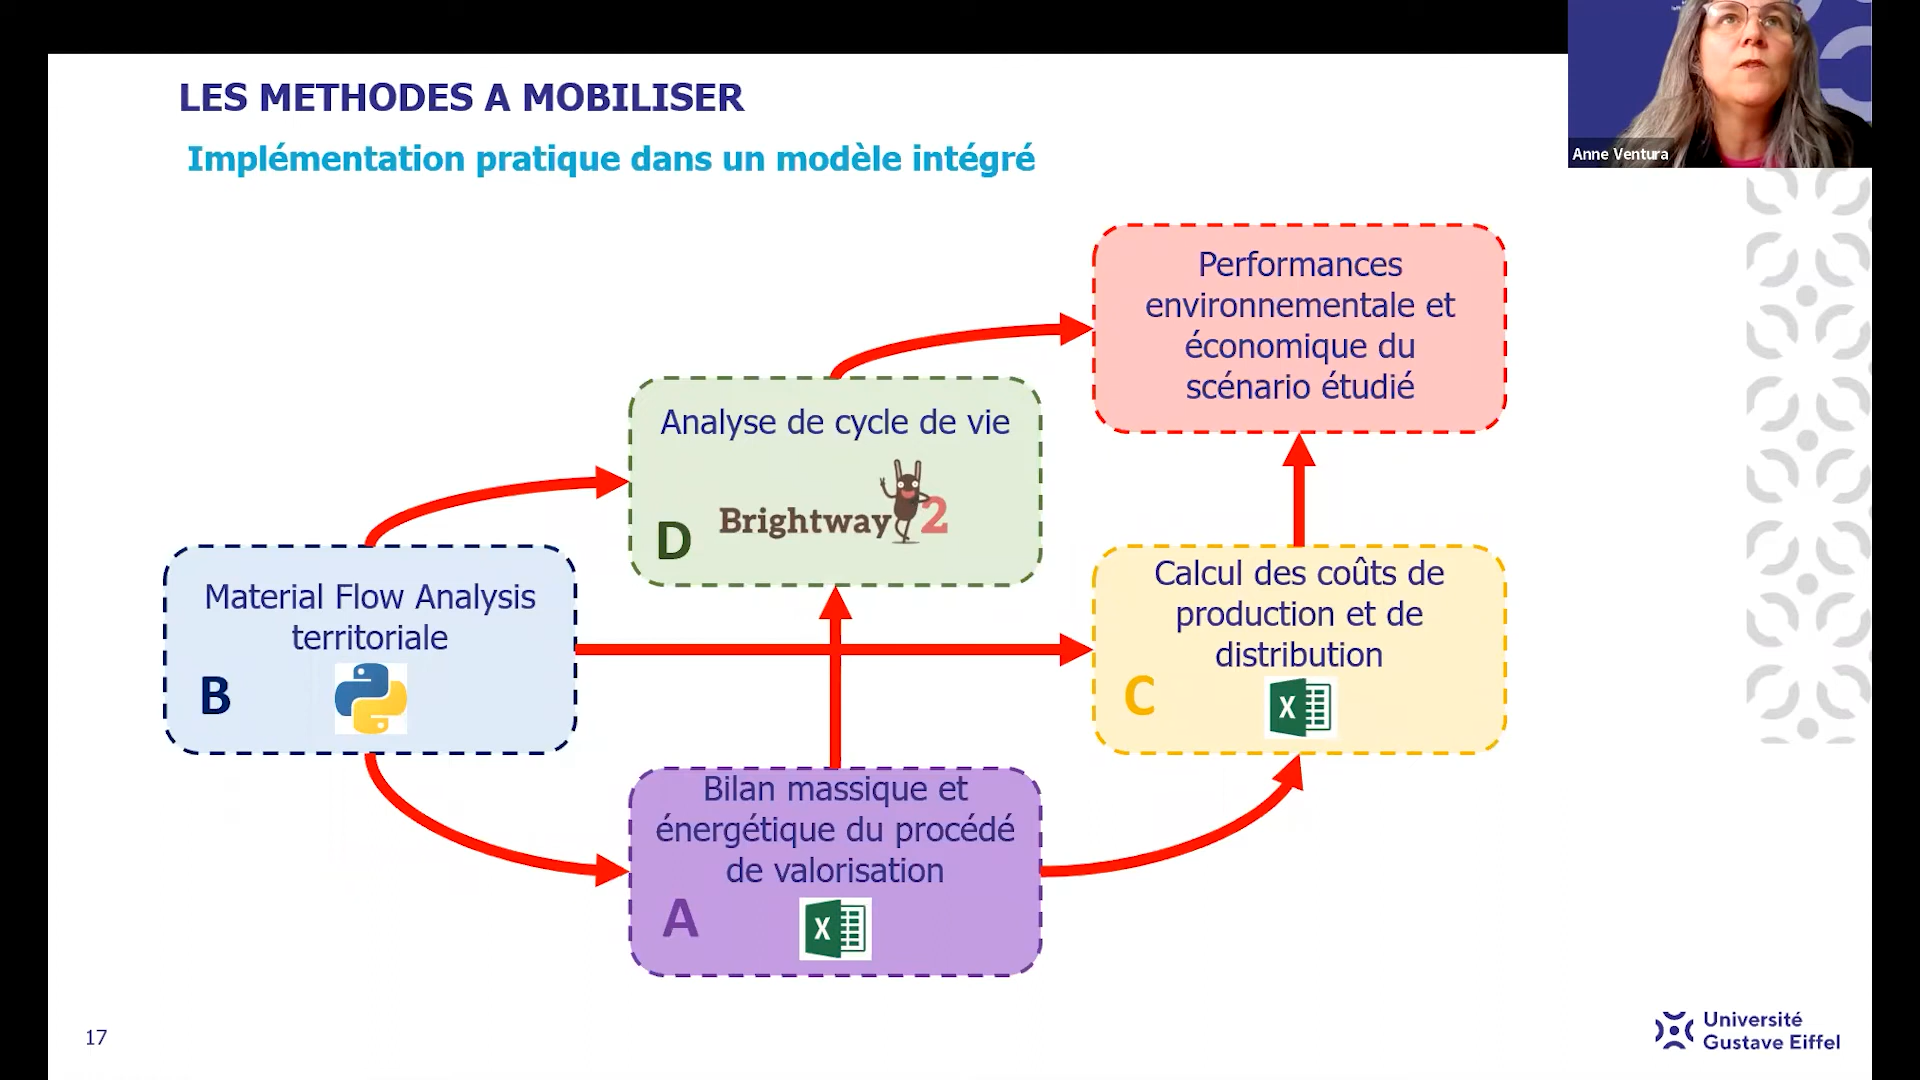 LES METHODES A MOBILISER
Implémentation pratique dans un modèle intégré
Anne Ventura
Performances
environnementale et
économique du
scénario étudié
Analyse de cycle de vie
Brightway2
D
Material Flow Analysis
territoriale
B
Calcul des coûts de
production et de
distribution
C
X
Bilan massique et
énergétique du procédé
de valorisation
A
X
17
Université
Gustave Eiffel